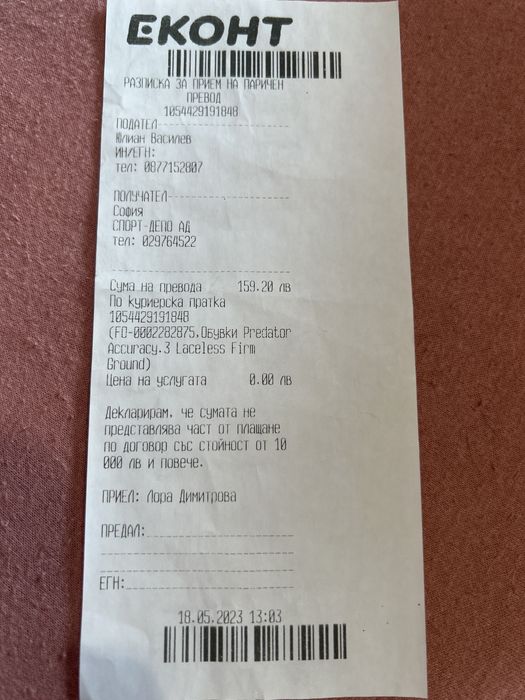 ЕКОНТ
РАЗПИСКА ЗА ПРИЕМ НА ПАРИЧЕН
ПРЕВОД
1054429191848
ПОДАТЕЛ
Юлиан Василев
ИН/ЕГН:
тел: 0877152807
ПОЛУЧАТЕЛ
София
СПОРТ-ДЕПО АД
тел: 029764522
Сума на превода 159.20 лв
По куриерска пратка
1054429191848
(FO-0002282875,Обувки Predator
Accuracy.3 Laceless Firm
Ground)
Цена на услугата 0.00 лв
Декларирам, че сумата не
представлява част от плащане
по договор със стойност от 10
000 лв и повече.
ПРИЕЛ: Лора Димитрова
ПРЕДАЛ:
ЕГН:
18.05.2023 13:03